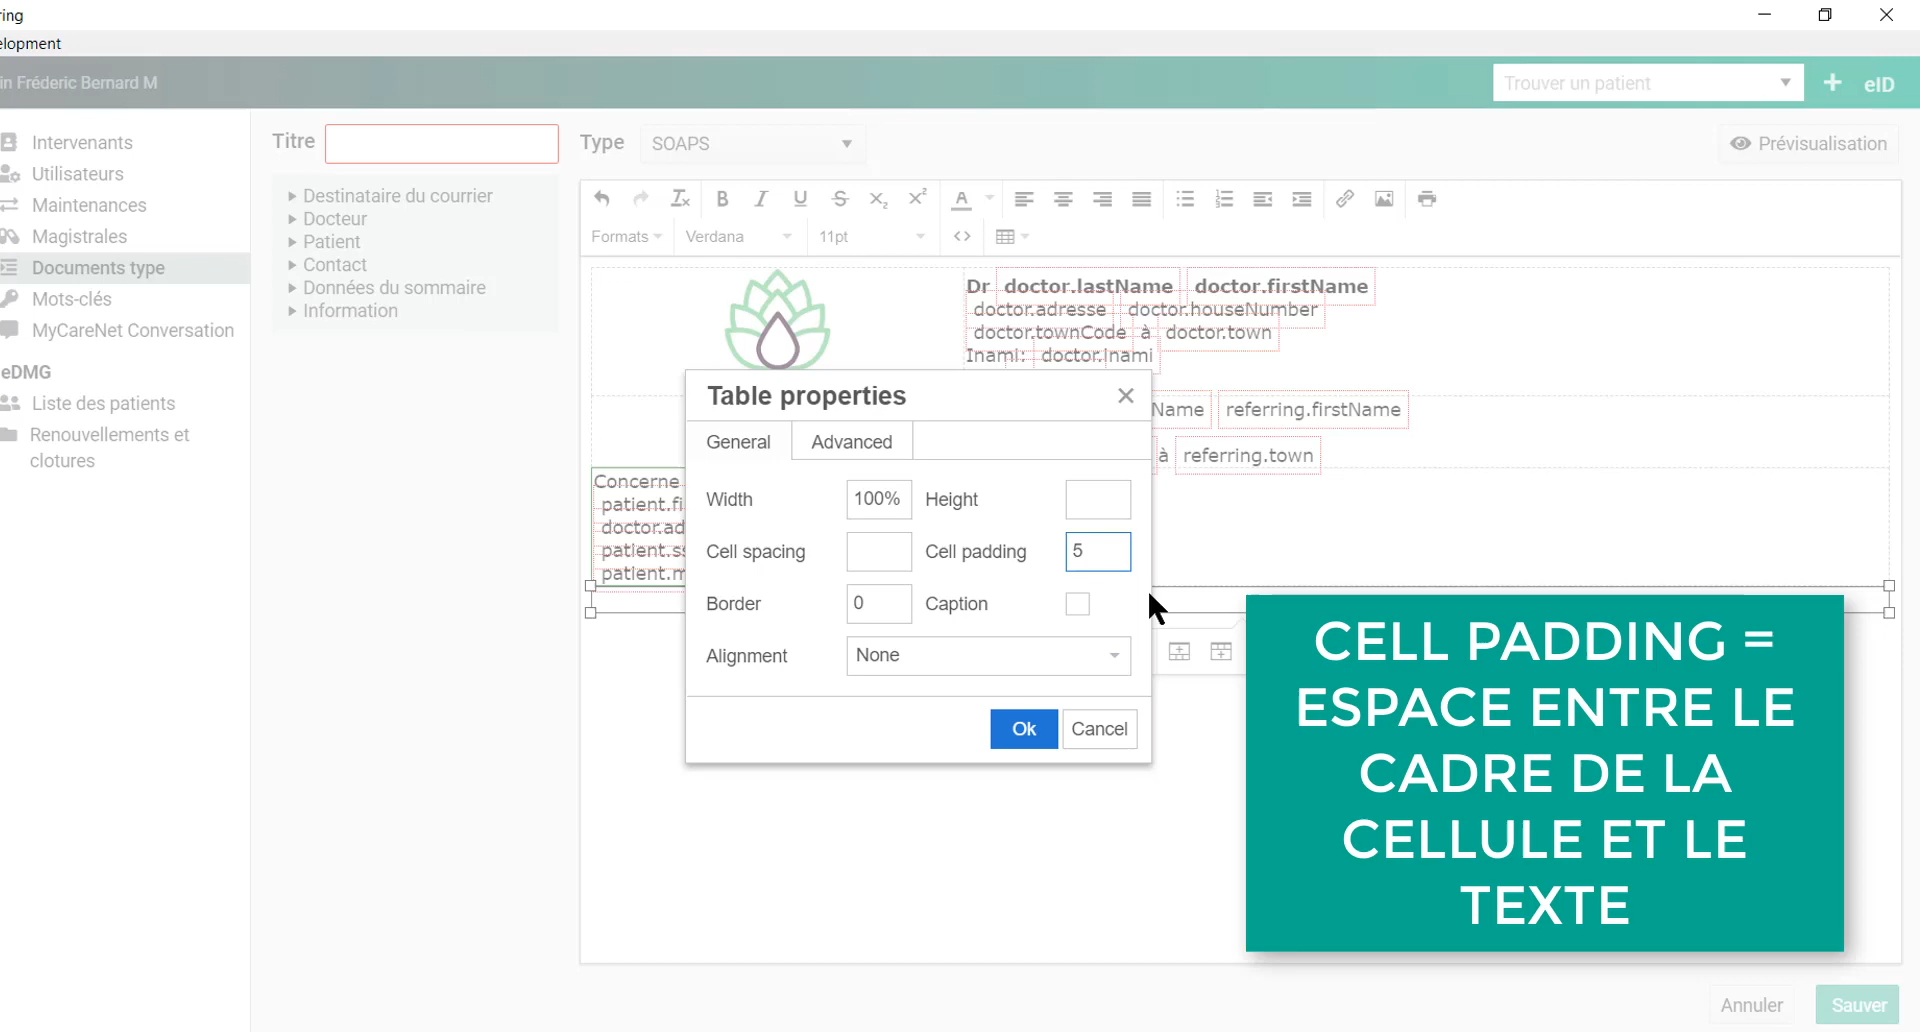 ring
elopment
in Fréderic Bernard M
Trouver un patient
eID
Intervenants
Utilisateurs
Maintenances
Magistrales
Documents type
Mots-clés
MyCareNet Conversation
eDMG
Liste des patients
Renouvellements et
clotures
Titre
Type
SOAPS
Prévisualisation
Destinataire du courrier
Docteur
Patient
Contact
Données du sommaire
Information
Formats
Verdana
11pt
Dr doctor.lastName doctor.firstName
doctor.adresse doctor.houseNumber
doctor.townCode à doctor.town
Inami: doctor.inami
Name referring.firstName
à referring.town
Concerne
patient.fi
doctor.ad
patient.ss
patient.m
Table properties
General
Advanced
Width 100% Height
Cell spacing Cell padding 5
Border 0 Caption
Alignment None
Ok Cancel
CELL PADDING =
ESPACE ENTRE LE
CADRE DE LA
CELLULE ET LE
TEXTE
Annuler
Sauver